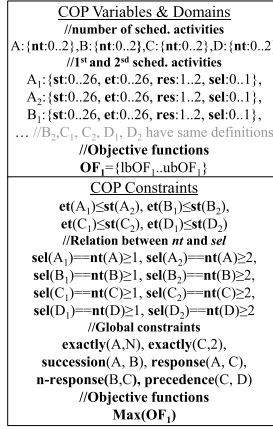 COP Variables & Domains
//number of sched. activities
A:{nt:0..2},B:{nt:0..2},C:{nt:0..2},D:{nt:0..2}
//1st and 2sd sched. activities
A1:{st:0..26, et:0..26, res:1..2, sel:0..1},
A2:{st:0..26, et:0..26, res:1..2, sel:0..1},
B1:{st:0..26, et:0..26, res:1..2, sel:0..1},
… //B2,C1, C2, D1, D2 have same definitions
//Objective functions
OF1={lbOF1..ubOF1}
COP Constraints
et(A1)≤st(A2), et(B1)≤st(B2),
et(C1)≤st(C2), et(D1)≤st(D2)
//Relation between nt and sel
sel(A1)==nt(A)≥1, sel(A2)==nt(A)≥2,
sel(B1)==nt(B)≥1, sel(B2)==nt(B)≥2,
sel(C1)==nt(C)≥1, sel(C2)==nt(C)≥2,
sel(D1)==nt(D)≥1, sel(D2)==nt(D)≥2
//Global constraints
exactly(A,N), exactly(C,2),
succession(A, B), response(A, C),
n-response(B,C), precedence(C, D)
//Objective functions
Max(OF1)